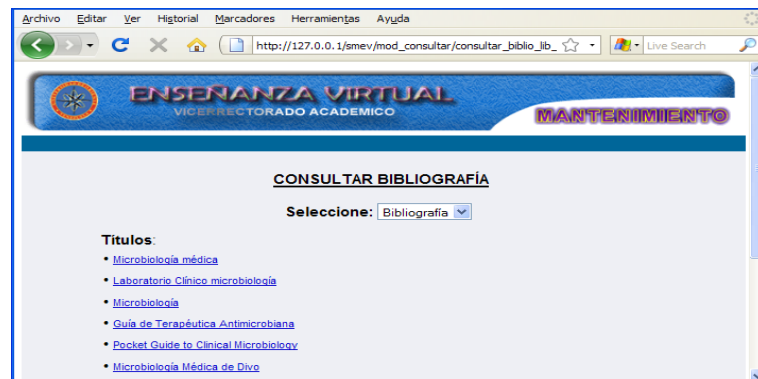 Archivo Editar Ver Historial Marcadores Herramientas Ayuda
http://127.0.0.1/smev/mod_consultar/consultar_biblio_lib_ Live Search
ENSEÑANZA VIRTUAL
VICERRECTORADO ACADEMICO
MANTENIMIENTO
CONSULTAR BIBLIOGRAFÍA
Seleccione: Bibliografía
Títulos:
• Microbiología médica
• Laboratorio Clínico microbiología
• Microbiología
• Guía de Terapéutica Antimicrobiana
• Pocket Guide to Clinical Microbiology
• Microbiología Médica de Divo